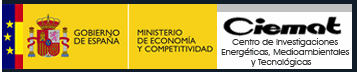 GOBIERNO
DE ESPAÑA
MINISTERIO
DE ECONOMÍA
Y COMPETITIVIDAD
Ciemat
Centro de Investigaciones
Energéticas, Medioambientales
y Tecnológicas